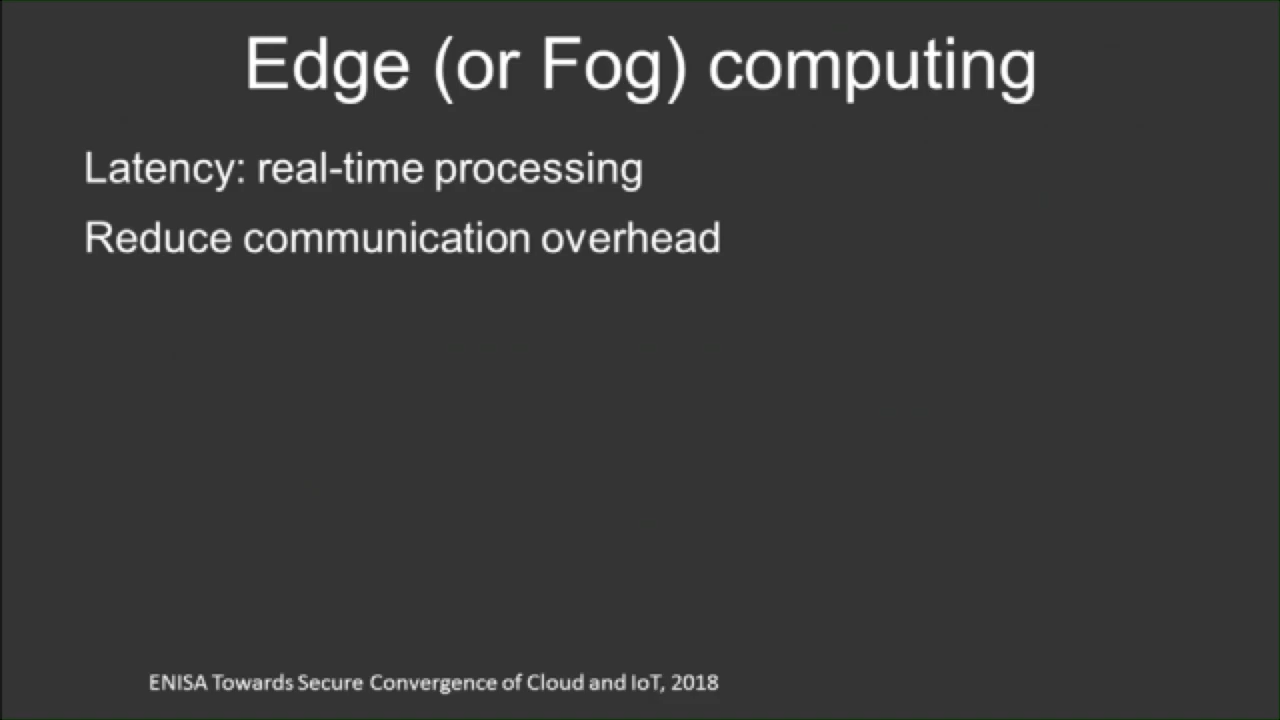 Edge (or Fog) computing
Latency: real-time processing
Reduce communication overhead
ENISA Towards Secure Convergence of Cloud and IoT, 2018